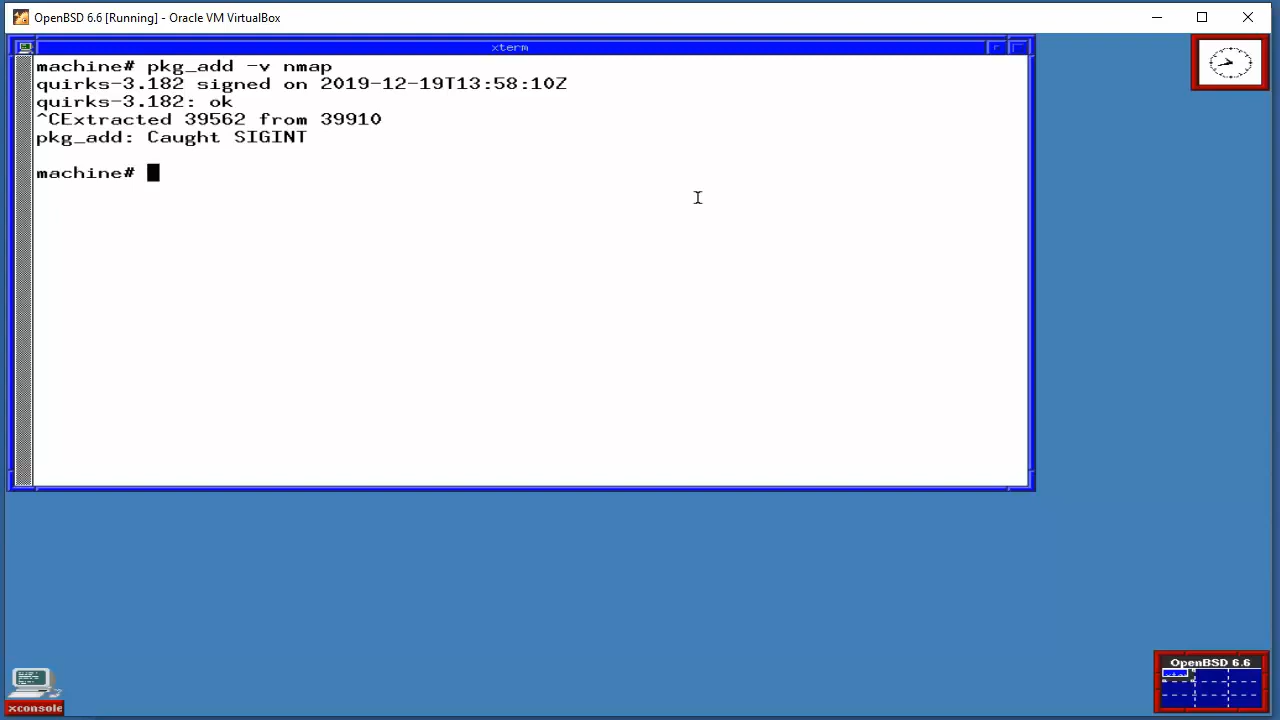 OpenBSD 6.6 [Running] - Oracle VM VirtualBox
xterm
machine# pkg_add -v nmap
quirks-3.182 signed on 2019-12-19T13:58:10Z
quirks-3.182: ok
^CExtracted 39562 from 39910
pkg_add: Caught SIGINT
machine#
xconsole
OpenBSD 6.6